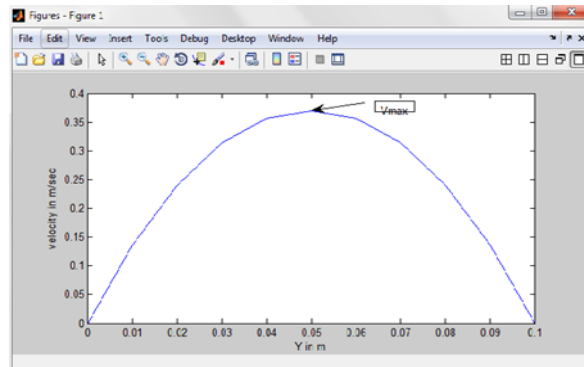 Figures - Figure 1
File Edit View Insert Tools Debug Desktop Window Help
0.4
0.35
0.3
0.25
0.2
0.15
0.1
0.05
0
velocity in m/sec
Vmax
0 0.01 0.02 0.03 0.04 0.05 0.06 0.07 0.08 0.09 0.1
Y in m